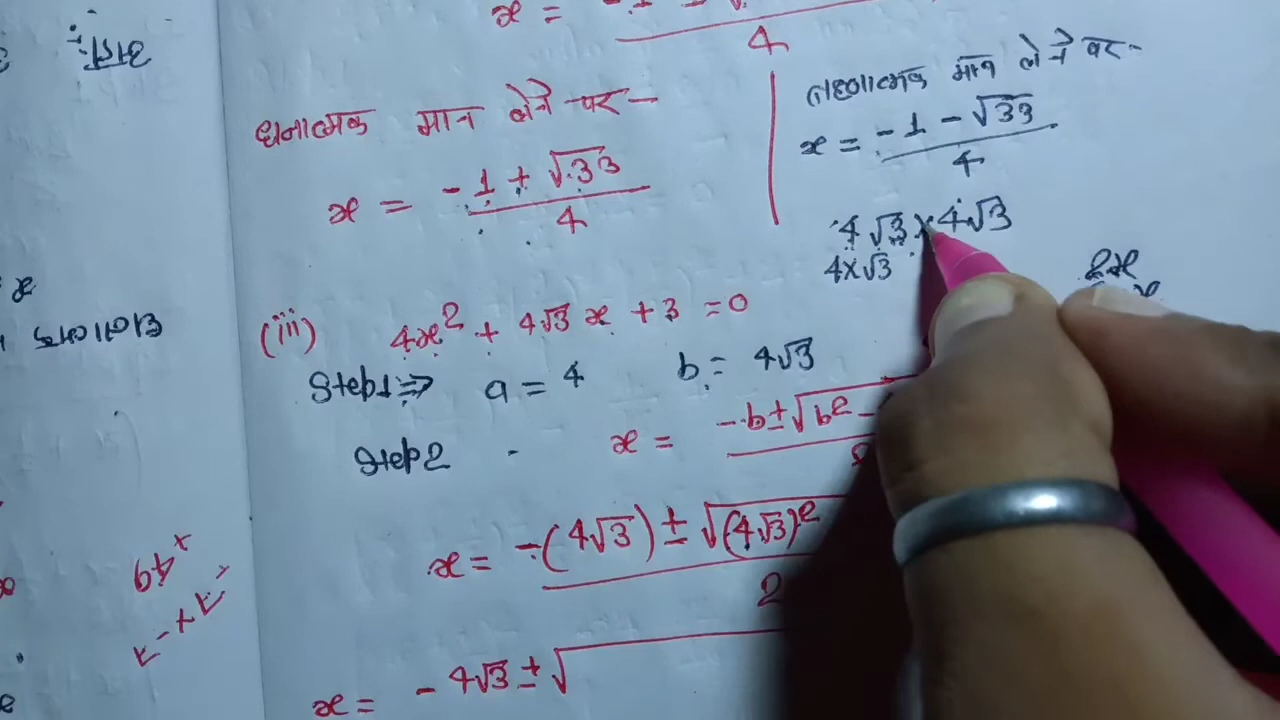 x =
4
धनात्मक मान लेने पर-
x = -1 + √33
4
ऋणात्मक मान लेने पर-
x = -1 - √33
4
4√3 × 4√3
4×√3
(iii) 4x² + 4√3 x + 3 = 0
Step1⇒ a = 4 b = 4√3
Step2 - x = -b ± √b² -
x = -(4√3) ± √(4√3)²
2
x = -4√3 ± √